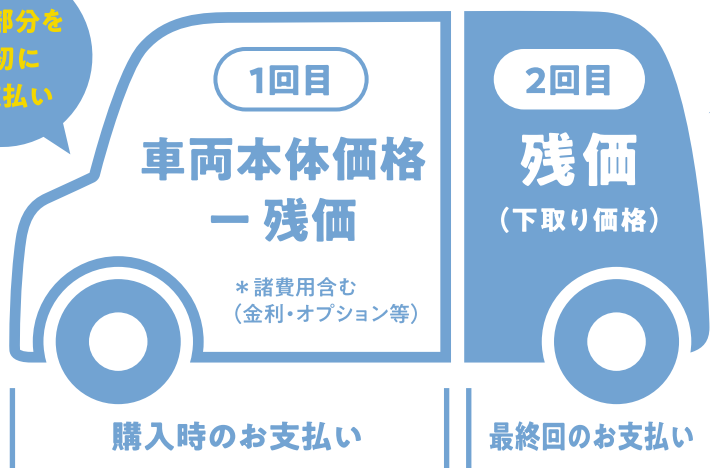 部分を
初に
払い
1回目
車両本体価格
ー 残価
＊諸費用含む
（金利・オプション等）
2回目
残価
（下取り価格）
購入時のお支払い
最終回のお支払い